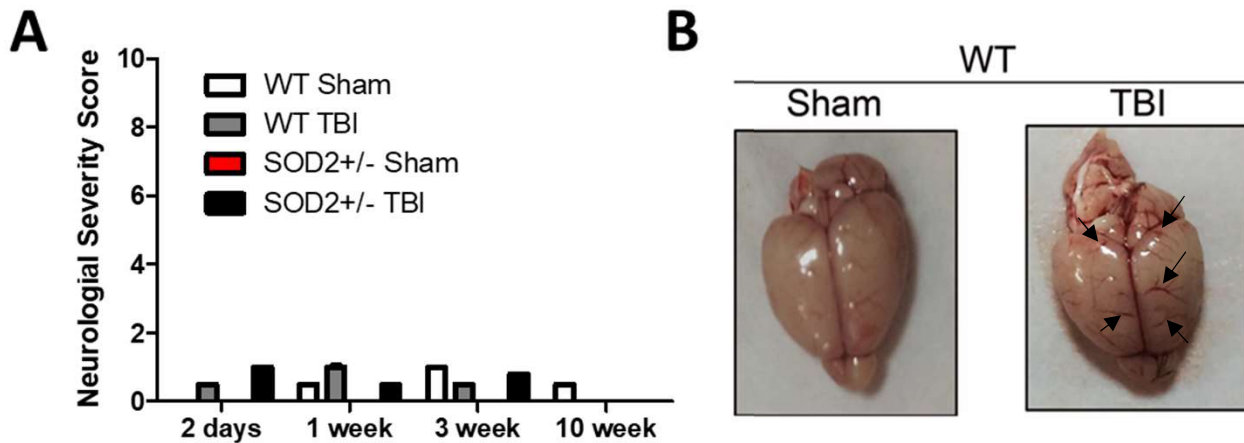 A
Neurologial Severity Score
10
8
6
4
2
0
WT Sham
WT TBI
SOD2+/- Sham
SOD2+/- TBI
2 days 1 week 3 week 10 week
B
WT
Sham TBI